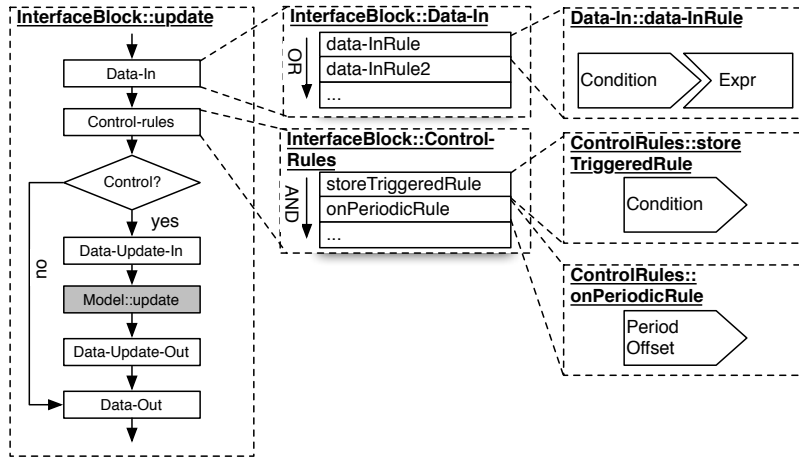 InterfaceBlock::update
Data-In
Control-rules
Control?
yes
no
Data-Update-In
Model::update
Data-Update-Out
Data-Out
InterfaceBlock::Data-In
OR
data-InRule
data-InRule2
...
InterfaceBlock::Control-
Rules
AND
storeTriggeredRule
onPeriodicRule
...
Data-In::data-InRule
Condition
Expr
ControlRules::store
TriggeredRule
Condition
ControlRules::
onPeriodicRule
Period
Offset